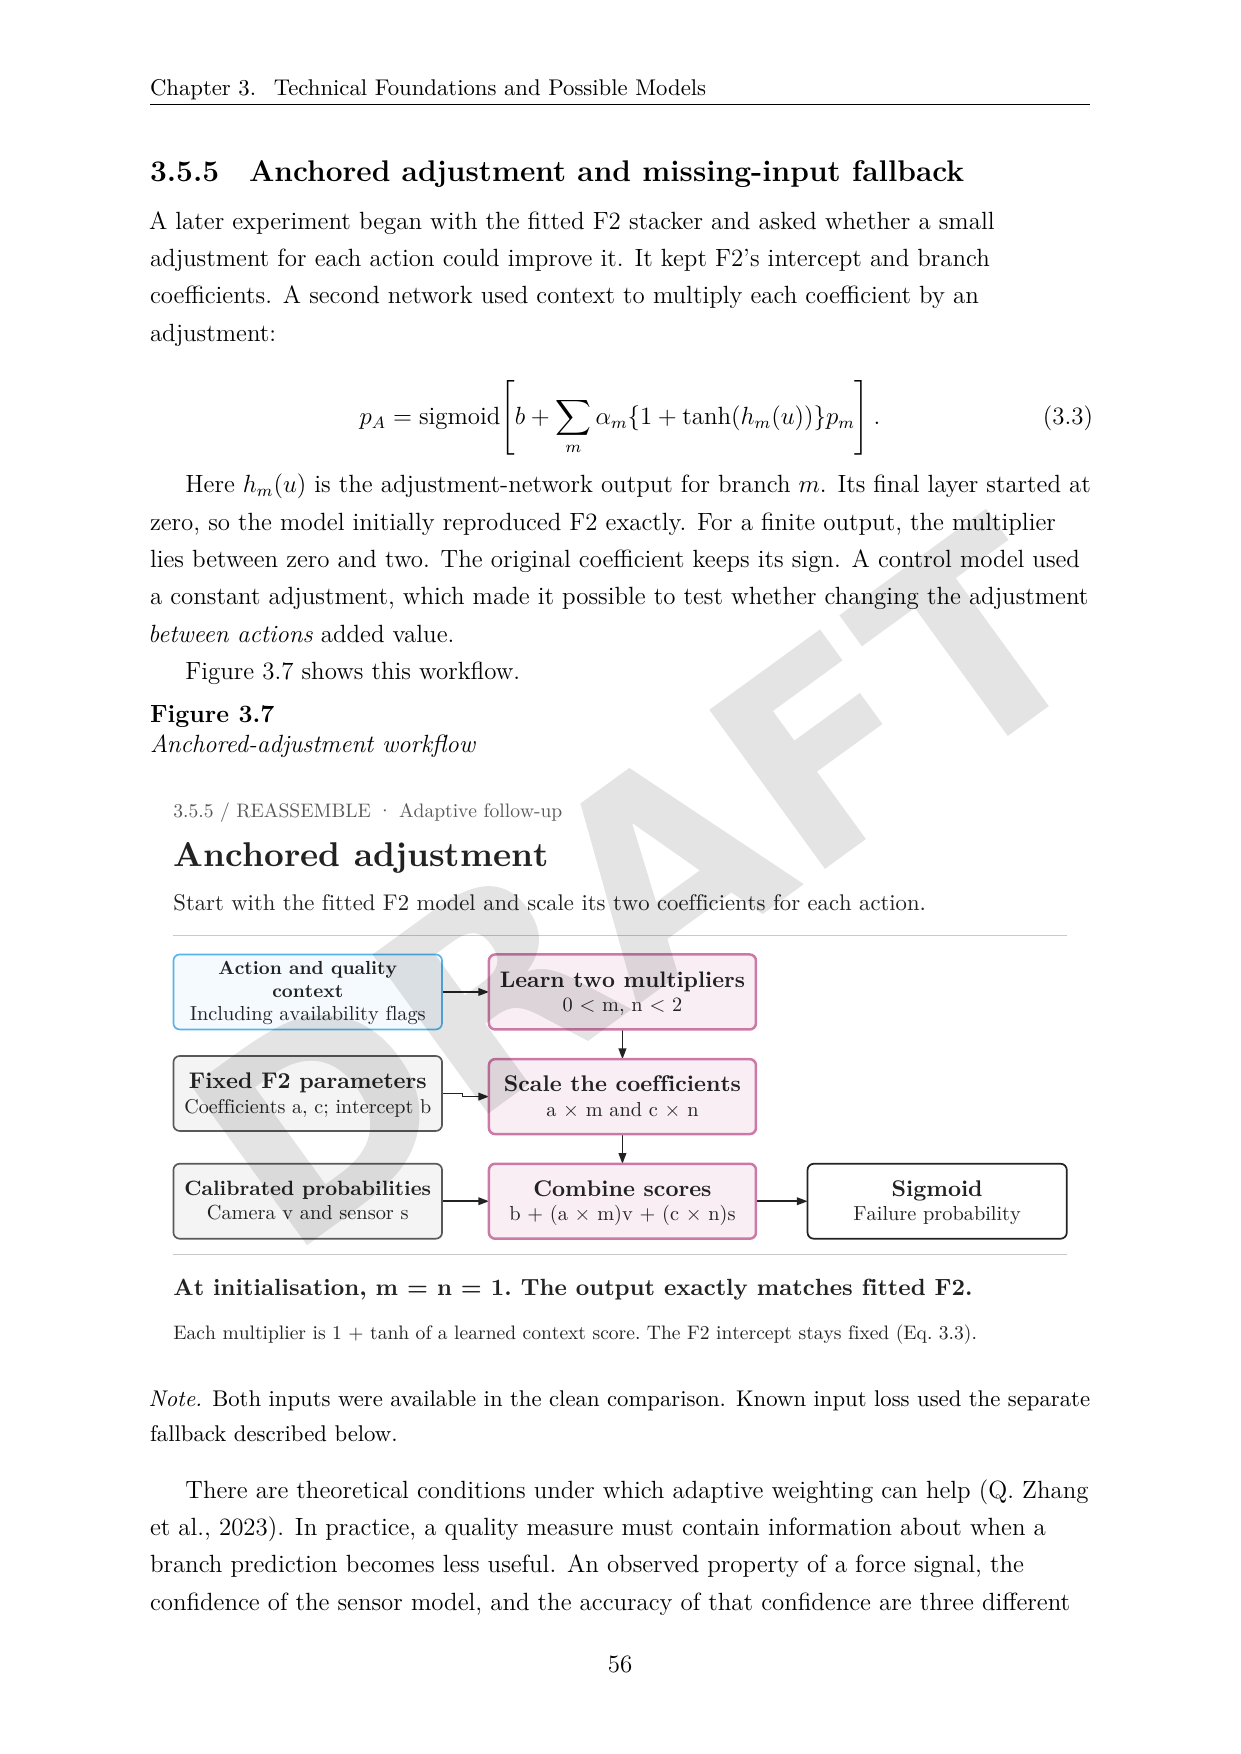 Chapter 3. Technical Foundations and Possible Models
3.5.5 Anchored adjustment and missing-input fallback
A later experiment began with the fitted F2 stacker and asked whether a small
adjustment for each action could improve it. It kept F2's intercept and branch
coefficients. A second network used context to multiply each coefficient by an
adjustment:
p_A = sigmoid[b + ∑_m α_m{1 + tanh(h_m(u))}p_m]. (3.3)
Here h_m(u) is the adjustment-network output for branch m. Its final layer started at
zero, so the model initially reproduced F2 exactly. For a finite output, the multiplier
lies between zero and two. The original coefficient keeps its sign. A control model used
a constant adjustment, which made it possible to test whether changing the adjustment
between actions added value.
Figure 3.7 shows this workflow.
Figure 3.7
Anchored-adjustment workflow
3.5.5 / REASSEMBLE · Adaptive follow-up
Anchored adjustment
Start with the fitted F2 model and scale its two coefficients for each action.
Action and quality
context
Including availability flags
Learn two multipliers
0 < m, n < 2
Fixed F2 parameters
Coefficients a, c; intercept b
Scale the coefficients
a × m and c × n
Calibrated probabilities
Camera v and sensor s
Combine scores
b + (a × m)v + (c × n)s
Sigmoid
Failure probability
At initialisation, m = n = 1. The output exactly matches fitted F2.
Each multiplier is 1 + tanh of a learned context score. The F2 intercept stays fixed (Eq. 3.3).
Note. Both inputs were available in the clean comparison. Known input loss used the separate
fallback described below.
There are theoretical conditions under which adaptive weighting can help (Q. Zhang
et al., 2023). In practice, a quality measure must contain information about when a
branch prediction becomes less useful. An observed property of a force signal, the
confidence of the sensor model, and the accuracy of that confidence are three different
56
DRAFT